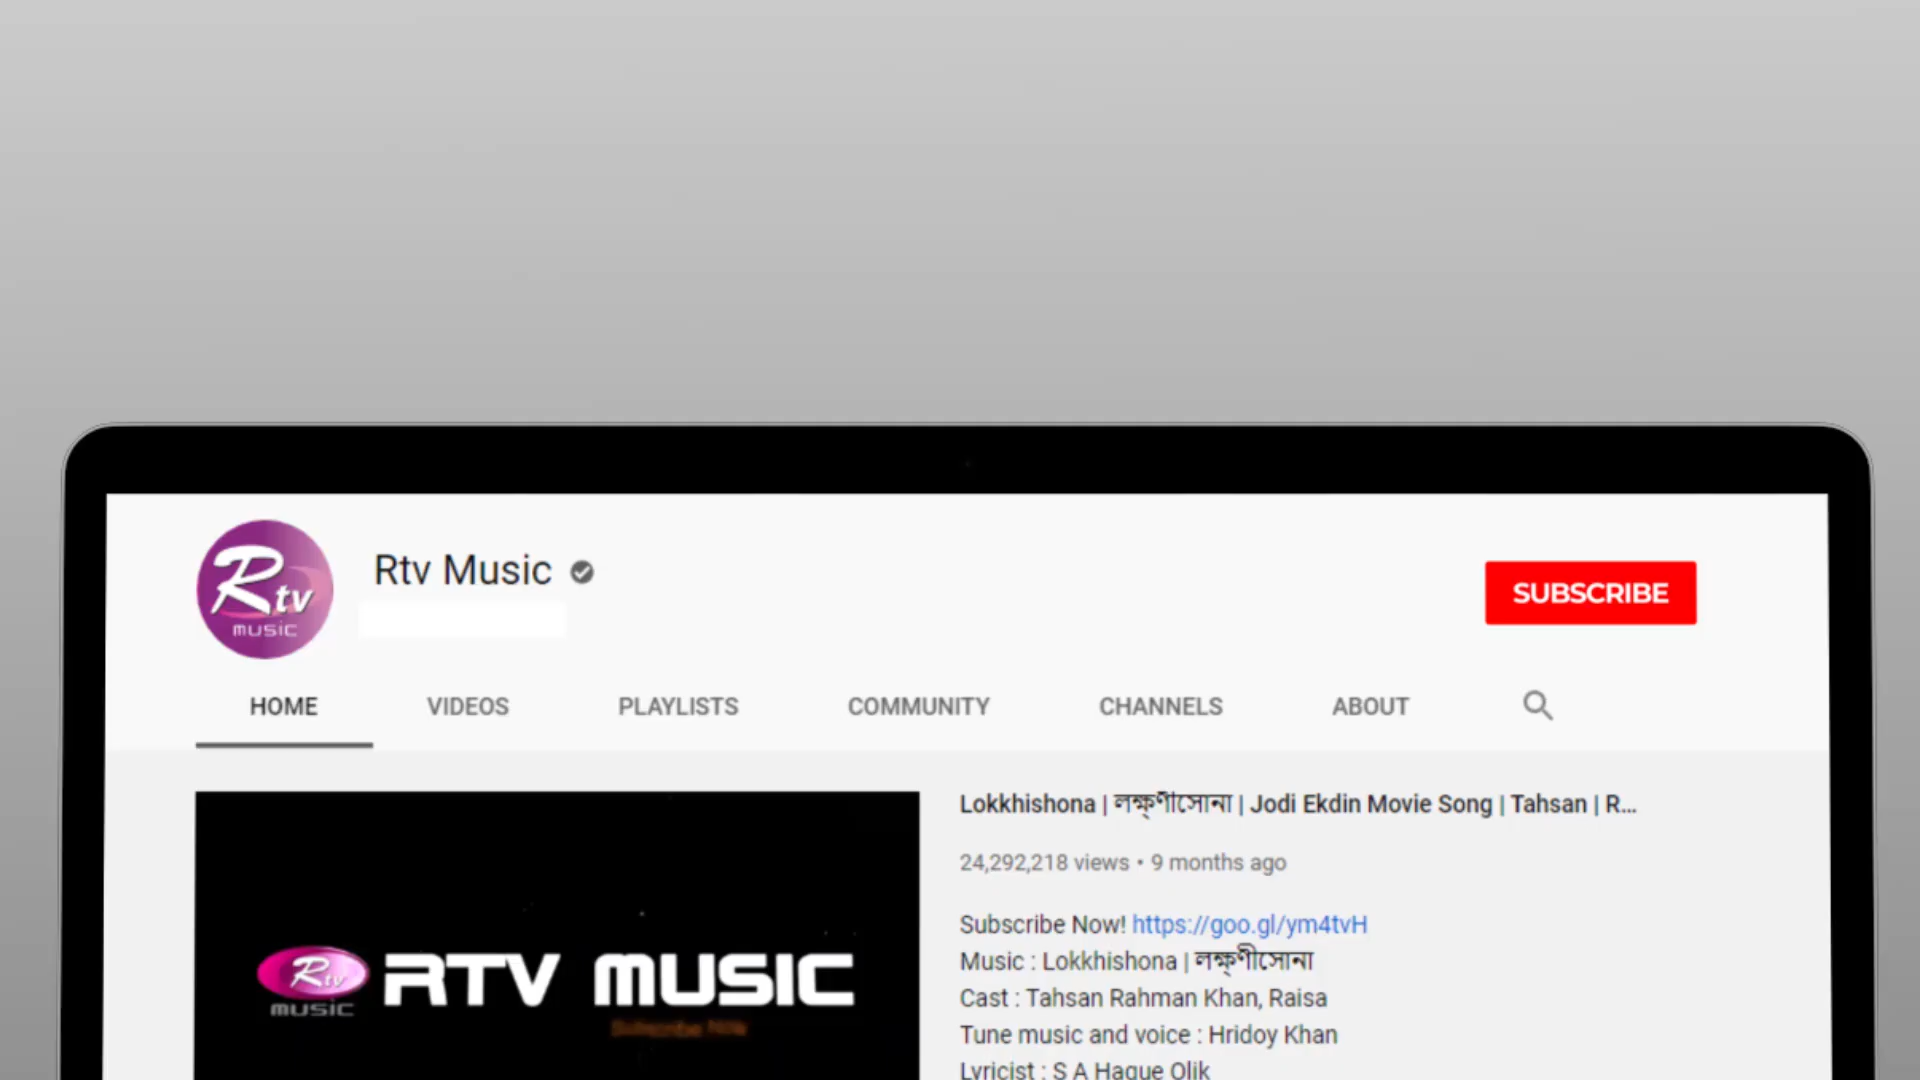 Rtv
MUSIC
Rtv Music
SUBSCRIBE
HOME VIDEOS PLAYLISTS COMMUNITY CHANNELS ABOUT
Lokkhishona | লক্ষ্ণীসোনা | Jodi Ekdin Movie Song | Tahsan | R...
24,292,218 views • 9 months ago
Subscribe Now! https://goo.gl/ym4tvH
Music : Lokkhishona | লক্ষ্ণীসোনা
Cast : Tahsan Rahman Khan, Raisa
Tune music and voice : Hridoy Khan
Lyricist : S A Haque Olik
Rtv
MUSIC
RTV MUSIC
Subscribe Now